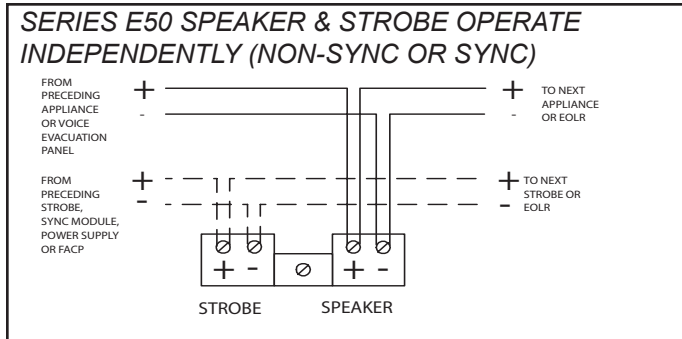 SERIES E50 SPEAKER & STROBE OPERATE
INDEPENDENTLY (NON-SYNC OR SYNC)
FROM
PRECEDING
APPLIANCE
OR VOICE
EVACUATION
PANEL
+
-
+
-
TO NEXT
APPLIANCE
OR EOLR
FROM
PRECEDING
STROBE,
SYNC MODULE,
POWER SUPPLY
OR FACP
+
-
+
-
TO NEXT
STROBE OR
EOLR
+ -
+ -
STROBE
SPEAKER